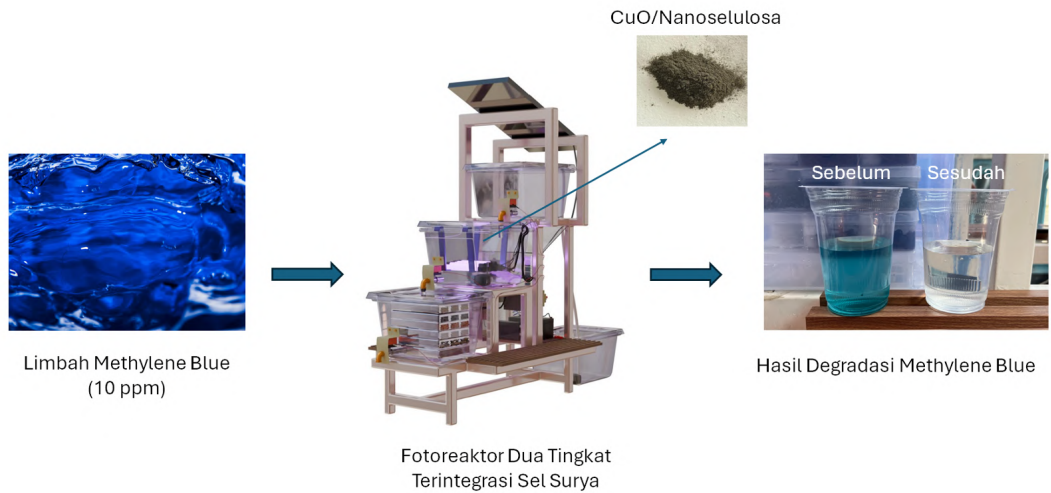 CuO/Nanoselulosa
Limbah Methylene Blue
(10 ppm)
Fotoreaktor Dua Tingkat
Terintegrasi Sel Surya
Sebelum
Sesudah
Hasil Degradasi Methylene Blue